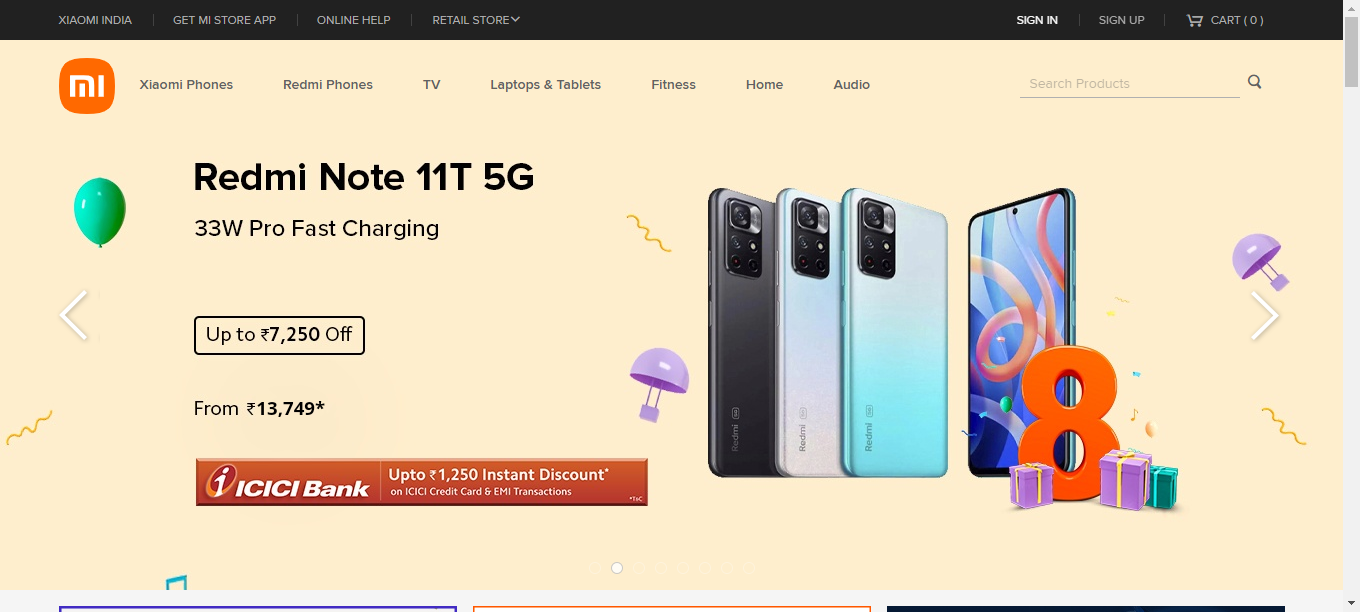 XIAOMI INDIA
GET MI STORE APP
ONLINE HELP
RETAIL STORE
SIGN IN
SIGN UP
CART ( 0 )
mi
Xiaomi Phones
Redmi Phones
TV
Laptops & Tablets
Fitness
Home
Audio
Search Products
Redmi Note 11T 5G
33W Pro Fast Charging
Up to ₹7,250 Off
From ₹13,749*
ICICI Bank
Upto ₹1,250 Instant Discount*
on ICICI Credit Card & EMI Transactions
*T&C
Redmi 5G
Redmi 5G
Redmi 5G
8